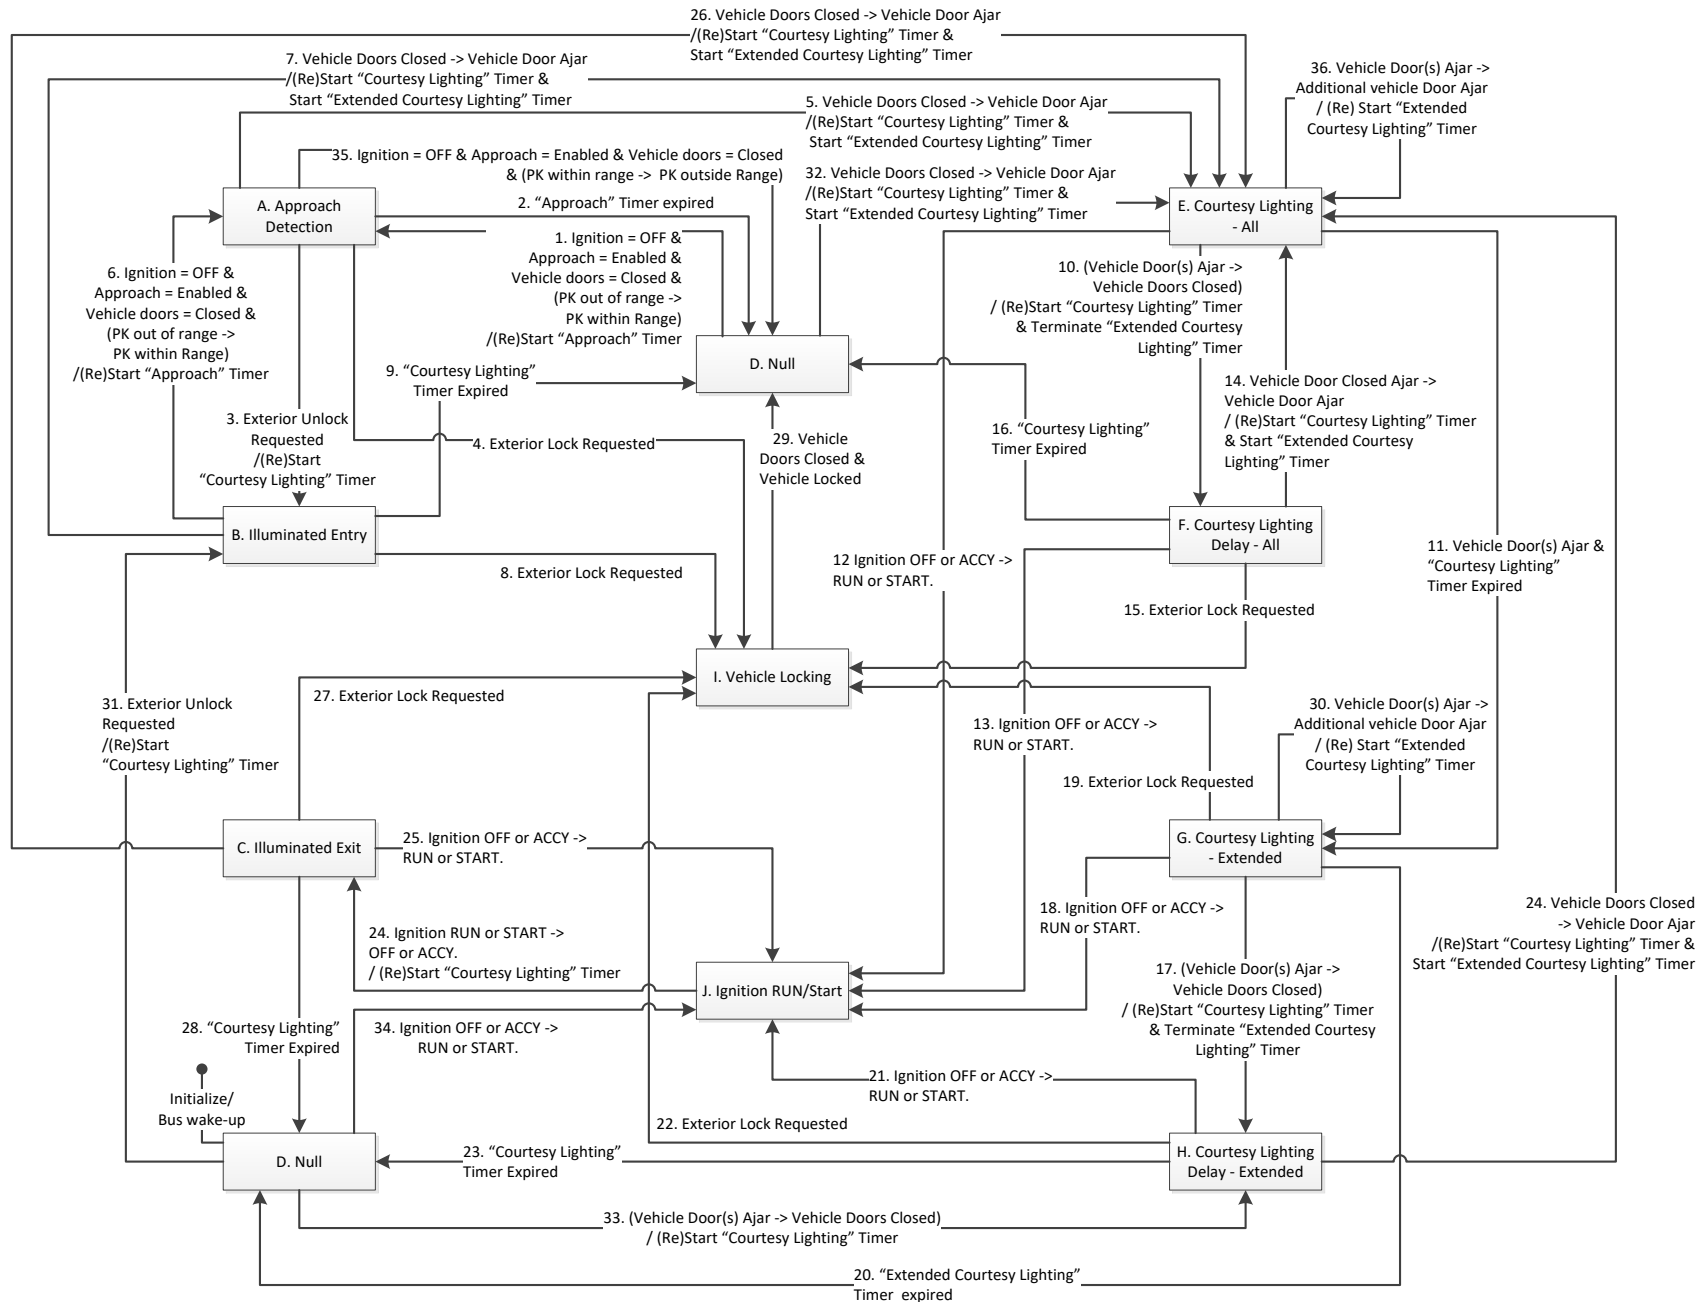 26. Vehicle Doors Closed -> Vehicle Door Ajar
/(Re)Start “Courtesy Lighting” Timer &
Start “Extended Courtesy Lighting” Timer
7. Vehicle Doors Closed -> Vehicle Door Ajar
/(Re)Start “Courtesy Lighting” Timer &
Start “Extended Courtesy Lighting” Timer
36. Vehicle Door(s) Ajar ->
Additional vehicle Door Ajar
/ (Re) Start “Extended
Courtesy Lighting” Timer
5. Vehicle Doors Closed -> Vehicle Door Ajar
/(Re)Start “Courtesy Lighting” Timer &
Start “Extended Courtesy Lighting” Timer
35. Ignition = OFF & Approach = Enabled & Vehicle doors = Closed
& (PK within range -> PK outside Range)
32. Vehicle Doors Closed -> Vehicle Door Ajar
/(Re)Start “Courtesy Lighting” Timer &
Start “Extended Courtesy Lighting” Timer
A. Approach
Detection
2. “Approach” Timer expired
E. Courtesy Lighting
- All
1. Ignition = OFF &
Approach = Enabled &
Vehicle doors = Closed &
(PK out of range ->
PK within Range)
/(Re)Start “Approach” Timer
6. Ignition = OFF &
Approach = Enabled &
Vehicle doors = Closed &
(PK out of range ->
PK within Range)
/(Re)Start “Approach” Timer
10. (Vehicle Door(s) Ajar ->
Vehicle Doors Closed)
/ (Re)Start “Courtesy Lighting” Timer
& Terminate “Extended Courtesy
Lighting” Timer
D. Null
9. “Courtesy Lighting”
Timer Expired
14. Vehicle Door Closed Ajar ->
Vehicle Door Ajar
/ (Re)Start “Courtesy Lighting” Timer
& Start “Extended Courtesy
Lighting” Timer
3. Exterior Unlock
Requested
/(Re)Start
“Courtesy Lighting” Timer
4. Exterior Lock Requested
29. Vehicle
Doors Closed &
Vehicle Locked
16. “Courtesy Lighting”
Timer Expired
B. Illuminated Entry
F. Courtesy Lighting
Delay - All
8. Exterior Lock Requested
12 Ignition OFF or ACCY ->
RUN or START.
11. Vehicle Door(s) Ajar &
“Courtesy Lighting”
Timer Expired
15. Exterior Lock Requested
I. Vehicle Locking
27. Exterior Lock Requested
31. Exterior Unlock
Requested
/(Re)Start
“Courtesy Lighting” Timer
13. Ignition OFF or ACCY ->
RUN or START.
30. Vehicle Door(s) Ajar ->
Additional vehicle Door Ajar
/ (Re) Start “Extended
Courtesy Lighting” Timer
19. Exterior Lock Requested
C. Illuminated Exit
25. Ignition OFF or ACCY ->
RUN or START.
G. Courtesy Lighting
- Extended
18. Ignition OFF or ACCY ->
RUN or START.
24. Vehicle Doors Closed
-> Vehicle Door Ajar
/(Re)Start “Courtesy Lighting” Timer &
Start “Extended Courtesy Lighting” Timer
24. Ignition RUN or START ->
OFF or ACCY.
/ (Re)Start “Courtesy Lighting” Timer
J. Ignition RUN/Start
17. (Vehicle Door(s) Ajar ->
Vehicle Doors Closed)
/ (Re)Start “Courtesy Lighting” Timer
& Terminate “Extended Courtesy
Lighting” Timer
28. “Courtesy Lighting”
Timer Expired
34. Ignition OFF or ACCY ->
RUN or START.
21. Ignition OFF or ACCY ->
RUN or START.
Initialize/
Bus wake-up
22. Exterior Lock Requested
D. Null
23. “Courtesy Lighting”
Timer Expired
H. Courtesy Lighting
Delay - Extended
33. (Vehicle Door(s) Ajar -> Vehicle Doors Closed)
/ (Re)Start “Courtesy Lighting” Timer
20. “Extended Courtesy Lighting”
Timer expired